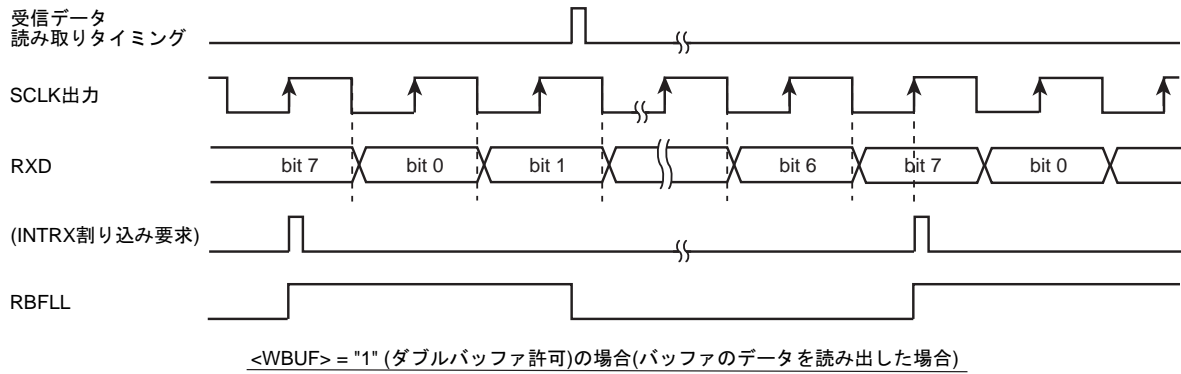 受信データ
読み取りタイミング
SCLK出力
RXD
bit 7
bit 0
bit 1
bit 6
bit 7
bit 0
(INTRX割り込み要求)
RBFLL
<WBUF> = "1" (ダブルバッファ許可)の場合(バッファのデータを読み出した場合)